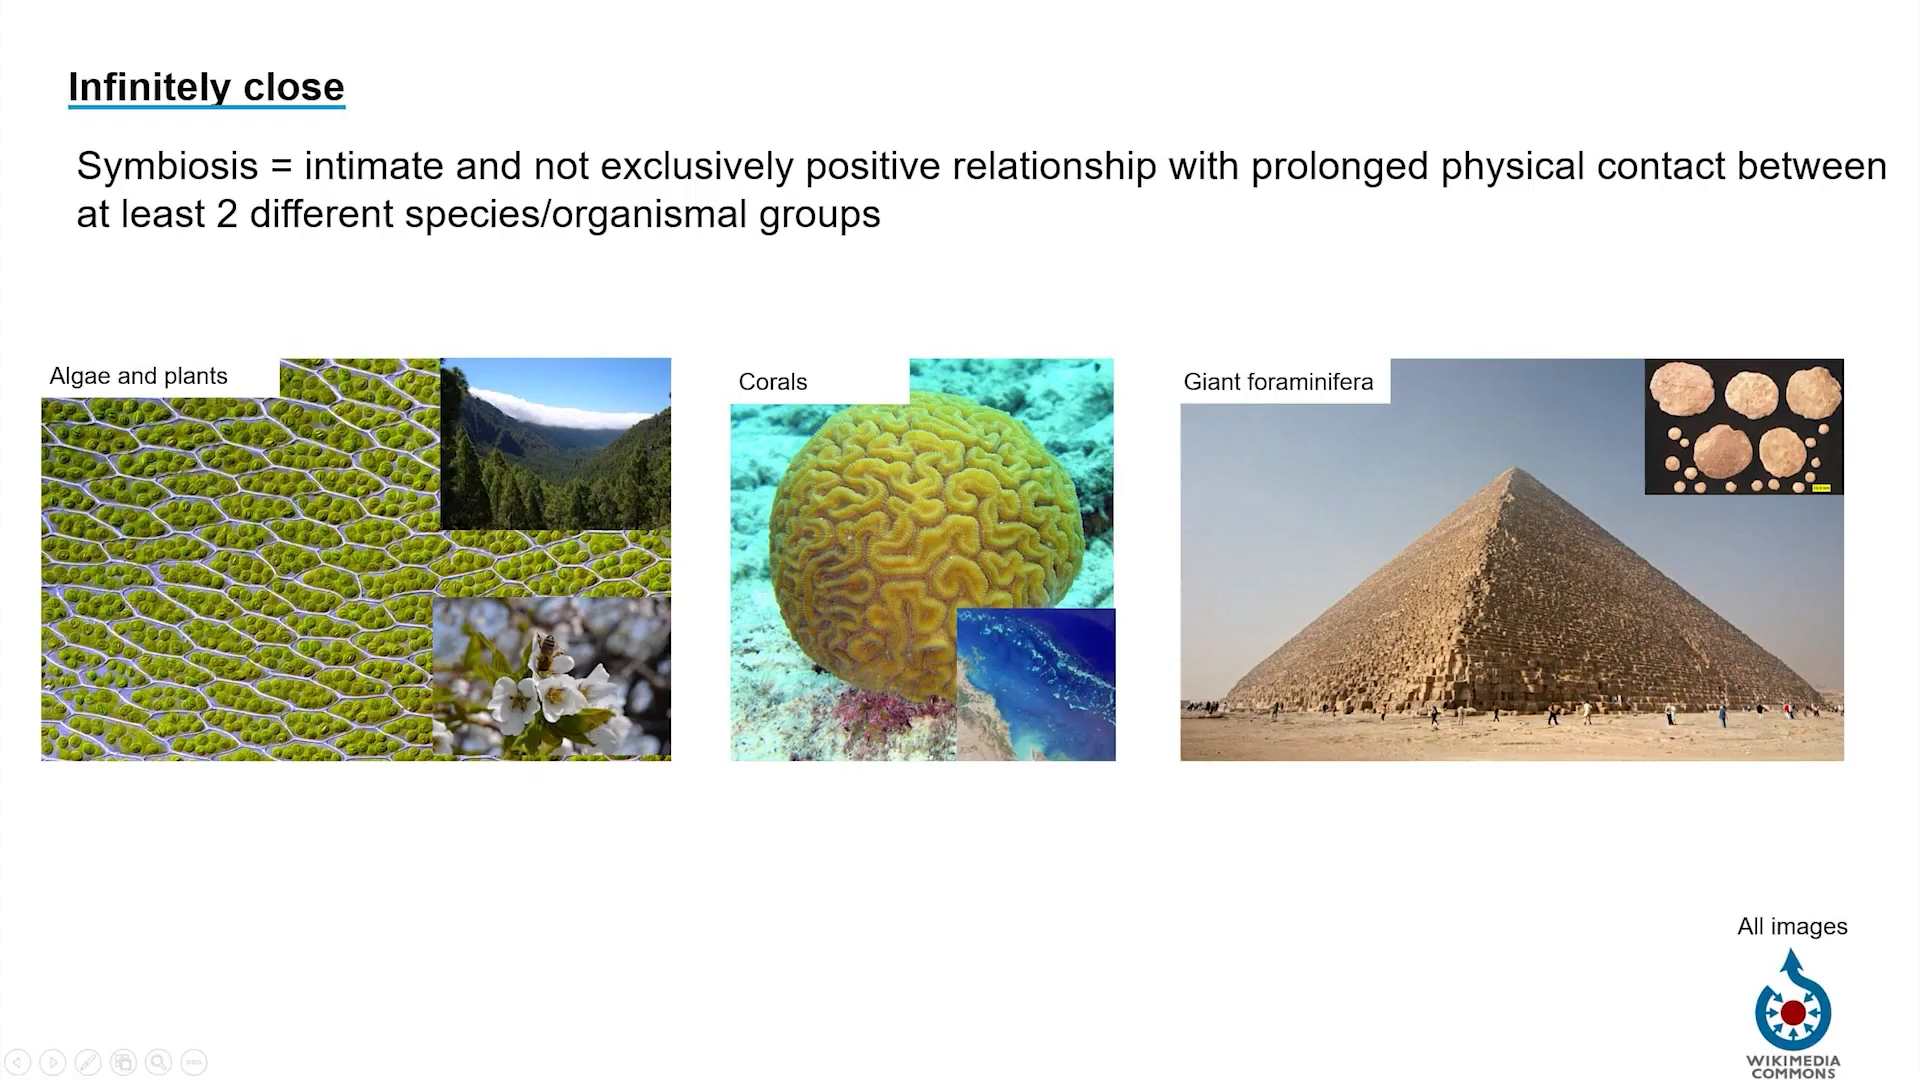 Infinitely close
Symbiosis = intimate and not exclusively positive relationship with prolonged physical contact between
at least 2 different species/organismal groups
Algae and plants
Corals
Giant foraminifera
All images
WIKIMEDIA
COMMONS